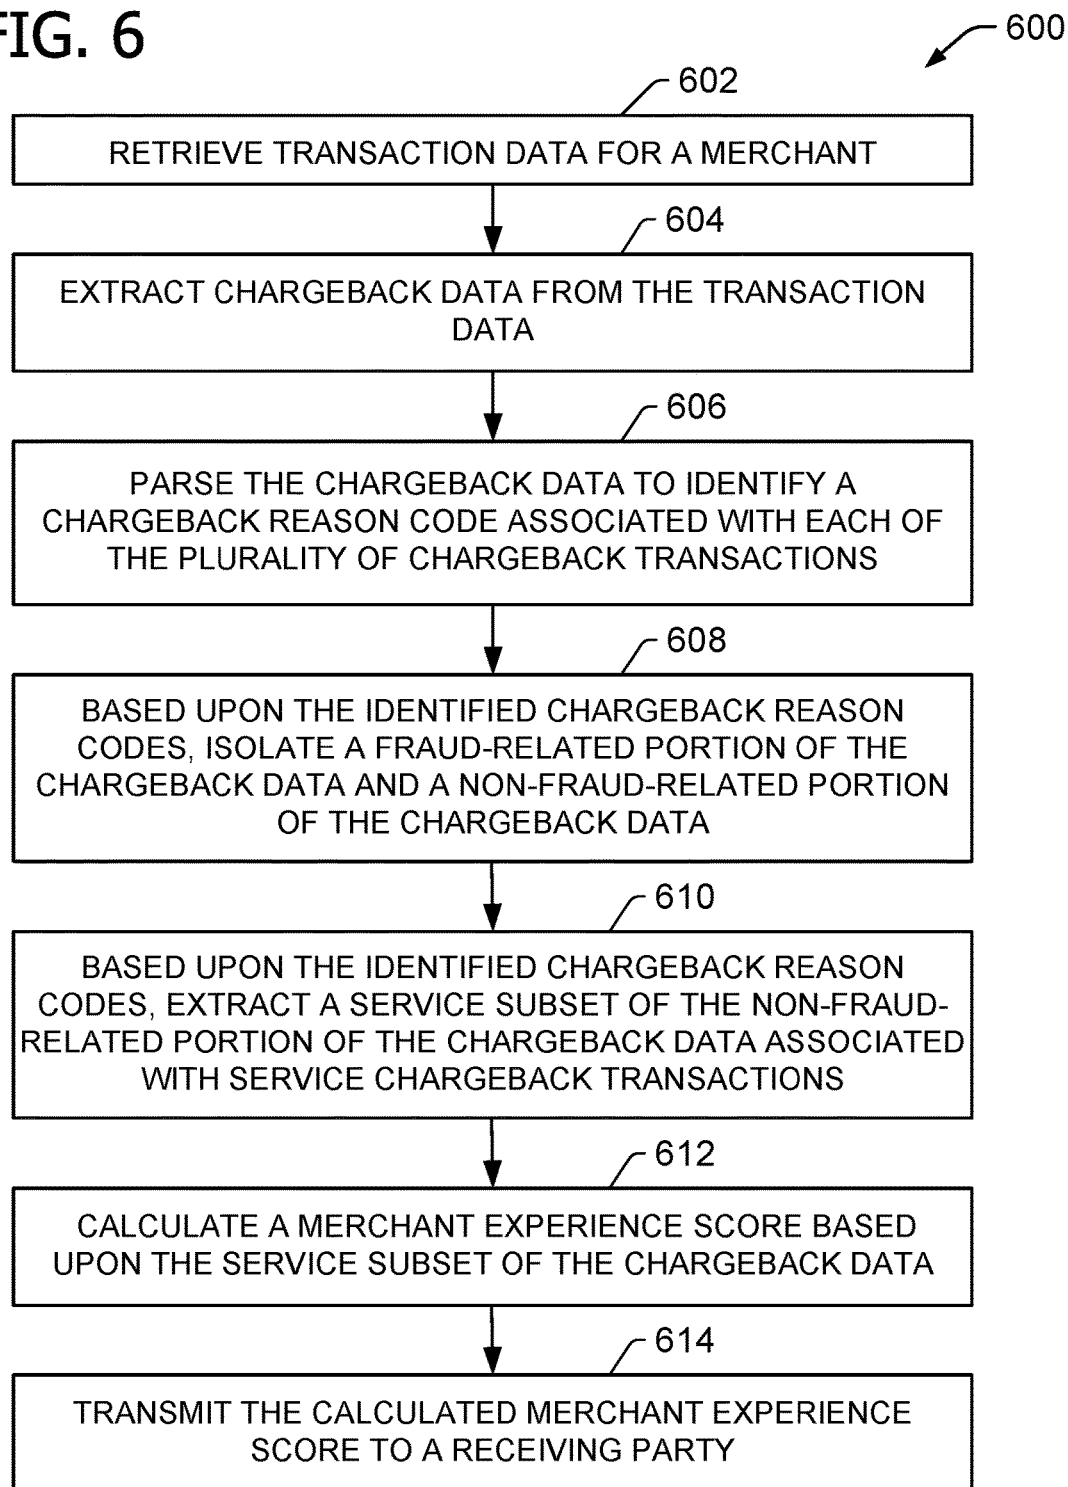 FIG. 6
600
602
RETRIEVE TRANSACTION DATA FOR A MERCHANT
604
EXTRACT CHARGEBACK DATA FROM THE TRANSACTION
DATA
606
PARSE THE CHARGEBACK DATA TO IDENTIFY A
CHARGEBACK REASON CODE ASSOCIATED WITH EACH OF
THE PLURALITY OF CHARGEBACK TRANSACTIONS
608
BASED UPON THE IDENTIFIED CHARGEBACK REASON
CODES, ISOLATE A FRAUD-RELATED PORTION OF THE
CHARGEBACK DATA AND A NON-FRAUD-RELATED PORTION
OF THE CHARGEBACK DATA
610
BASED UPON THE IDENTIFIED CHARGEBACK REASON
CODES, EXTRACT A SERVICE SUBSET OF THE NON-FRAUD-
RELATED PORTION OF THE CHARGEBACK DATA ASSOCIATED
WITH SERVICE CHARGEBACK TRANSACTIONS
612
CALCULATE A MERCHANT EXPERIENCE SCORE BASED
UPON THE SERVICE SUBSET OF THE CHARGEBACK DATA
614
TRANSMIT THE CALCULATED MERCHANT EXPERIENCE
SCORE TO A RECEIVING PARTY